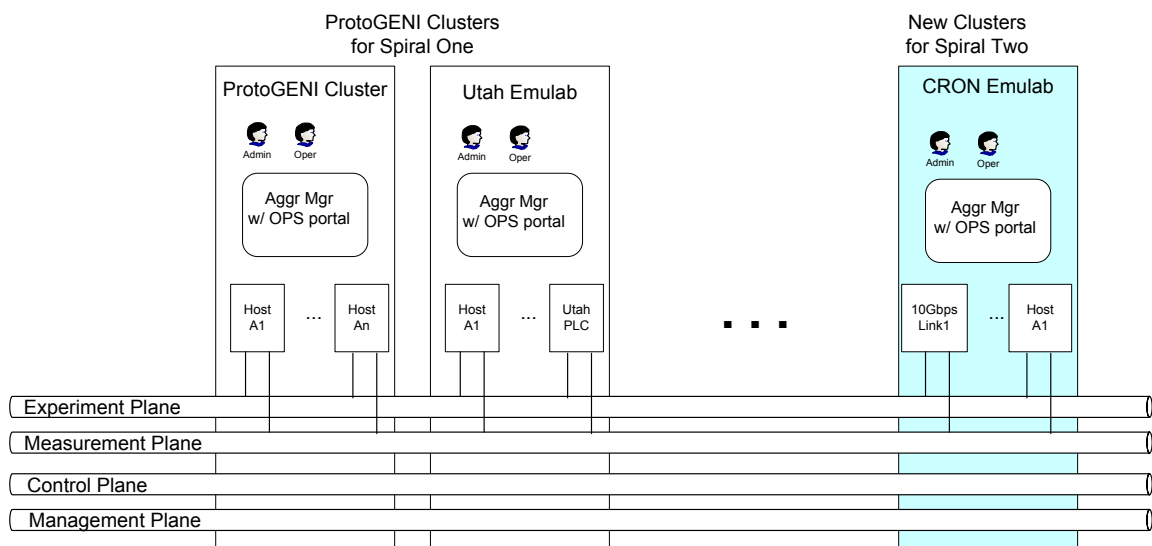 ProtoGENI Clusters
for Spiral One
New Clusters
for Spiral Two
ProtoGENI Cluster
Admin
Oper
Aggr Mgr
w/ OPS portal
Host
A1
...
Host
An
Utah Emulab
Admin
Oper
Aggr Mgr
w/ OPS portal
Host
A1
...
Utah
PLC
. . .
CRON Emulab
Admin
Oper
Aggr Mgr
w/ OPS portal
10Gbps
Link1
...
Host
A1
Experiment Plane
Measurement Plane
Control Plane
Management Plane